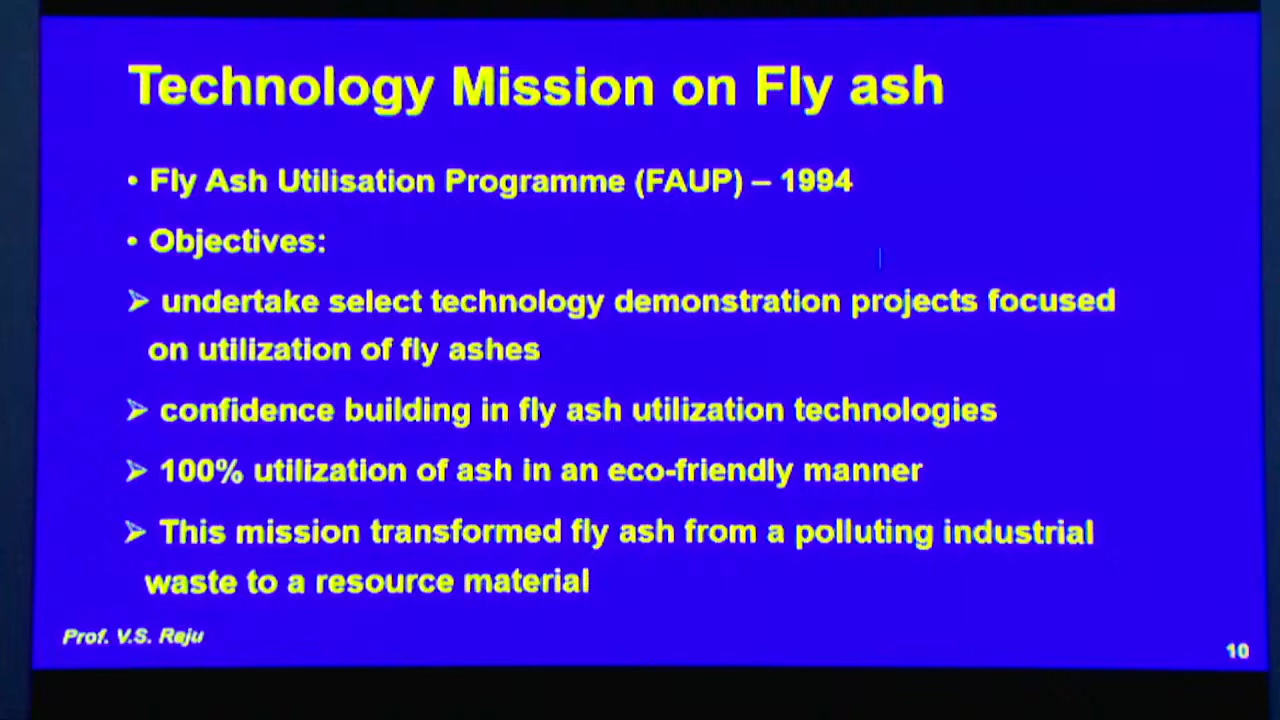 Technology Mission on Fly ash
• Fly Ash Utilisation Programme (FAUP) – 1994
• Objectives:
➢ undertake select technology demonstration projects focused
on utilization of fly ashes
➢ confidence building in fly ash utilization technologies
➢ 100% utilization of ash in an eco-friendly manner
➢ This mission transformed fly ash from a polluting industrial
waste to a resource material
Prof. V.S. Raju
10